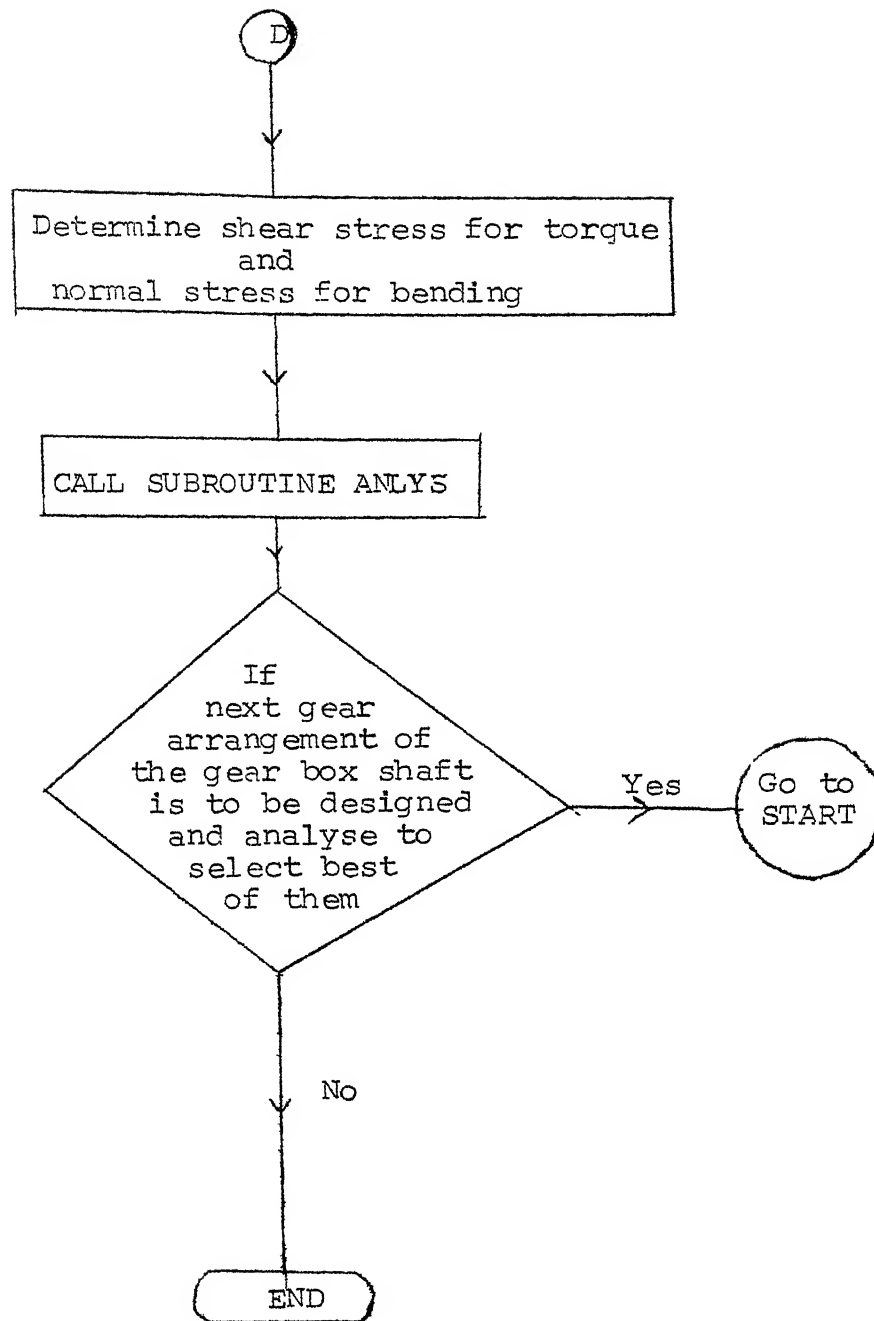 D
Determine shear stress for torque
and
normal stress for bending
CALL SUBROUTINE ANLYS
If
next gear
arrangement of
the gear box shaft
is to be designed
and analyse to
select best
of them
Yes
Go to
START
No
END